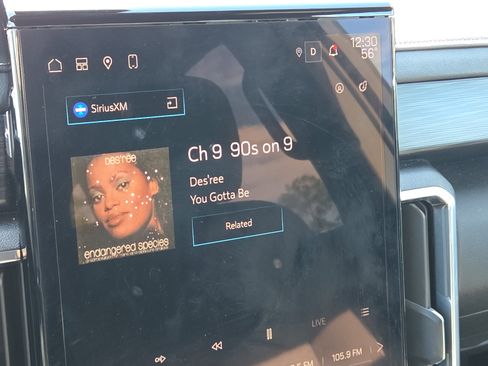 D
12:30
56°
SiriusXM
Ch 9 90s on 9
DES'REE
Des'ree
You Gotta Be
Related
endangered species
LIVE
105.9 FM